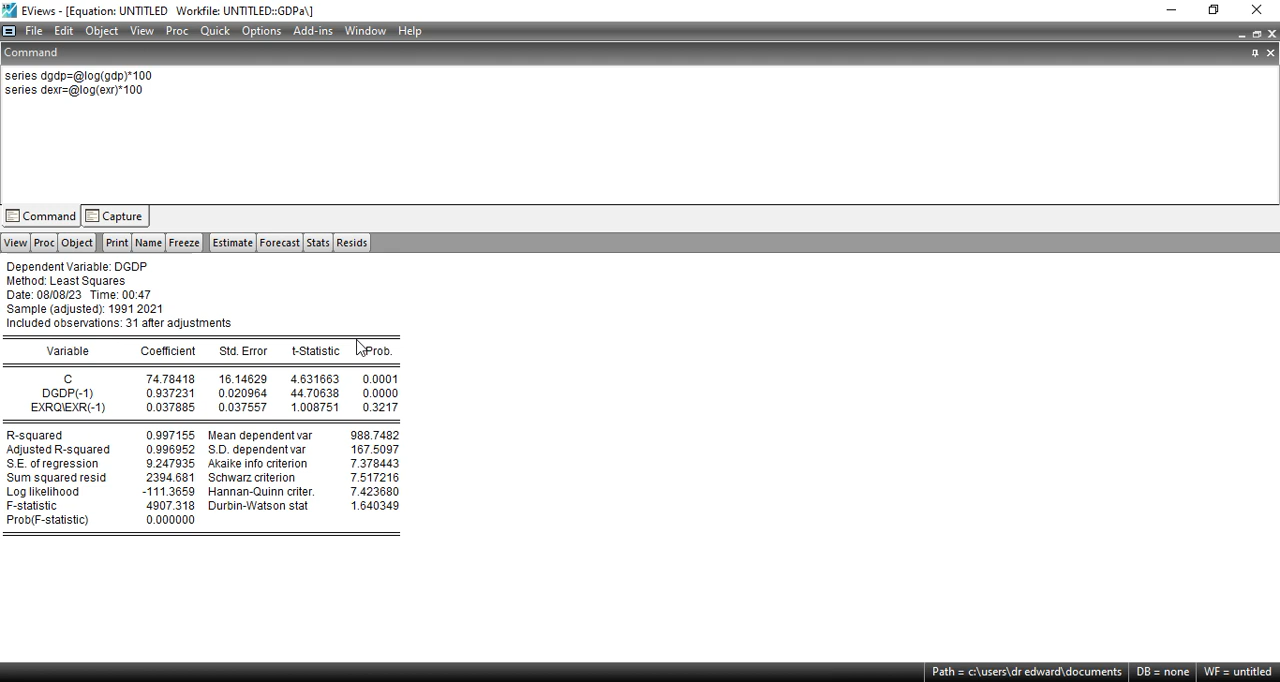 EViews - [Equation: UNTITLED   Workfile: UNTITLED::GDPa\]
File Edit Object View Proc Quick Options Add-ins Window Help
Command
series dgdp=@log(gdp)*100
series dexr=@log(exr)*100
Command Capture
View Proc Object Print Name Freeze Estimate Forecast Stats Resids
Dependent Variable: DGDP
Method: Least Squares
Date: 08/08/23   Time: 00:47
Sample (adjusted): 1991 2021
Included observations: 31 after adjustments
Variable Coefficient Std. Error t-Statistic Prob.
C 74.78418 16.14629 4.631663 0.0001
DGDP(-1) 0.937231 0.020964 44.70638 0.0000
EXRQ\EXR(-1) 0.037885 0.037557 1.008751 0.3217
R-squared 0.997155 Mean dependent var 988.7482
Adjusted R-squared 0.996952 S.D. dependent var 167.5097
S.E. of regression 9.247935 Akaike info criterion 7.378443
Sum squared resid 2394.681 Schwarz criterion 7.517216
Log likelihood -111.3659 Hannan-Quinn criter. 7.423680
F-statistic 4907.318 Durbin-Watson stat 1.640349
Prob(F-statistic) 0.000000
Path = c:\users\dr edward\documents DB = none WF = untitled